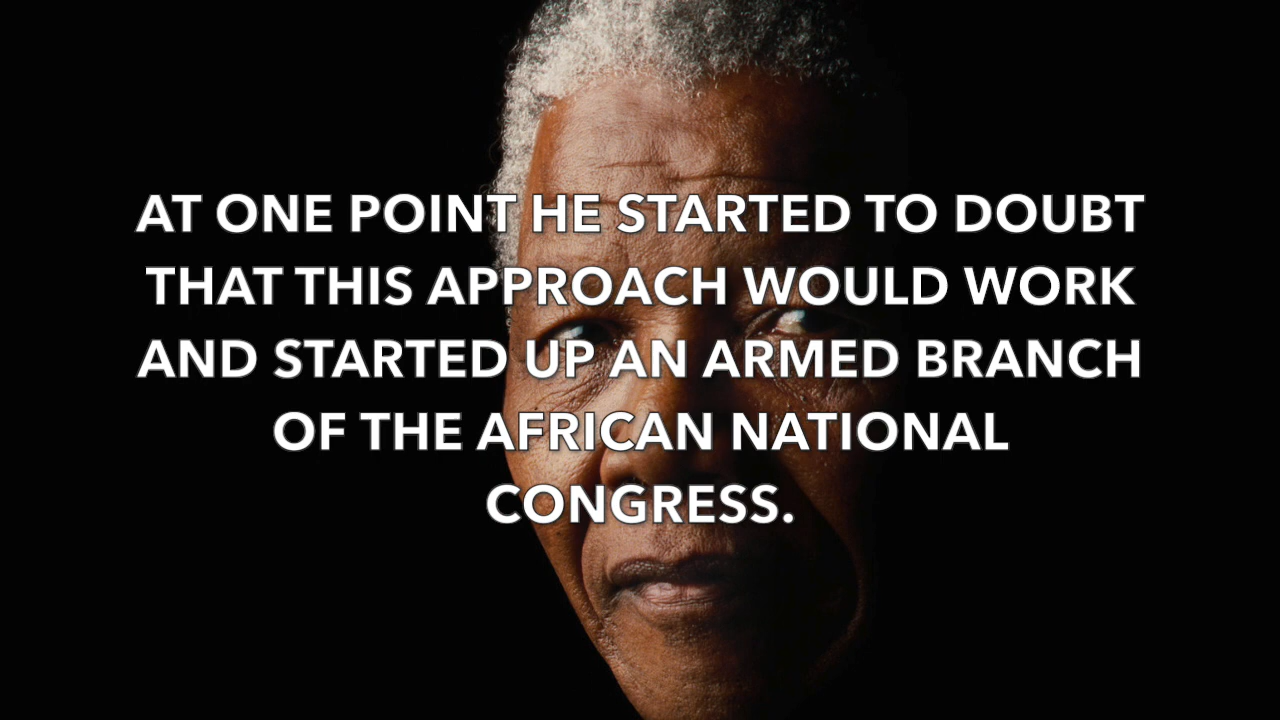 AT ONE POINT HE STARTED TO DOUBT
THAT THIS APPROACH WOULD WORK
AND STARTED UP AN ARMED BRANCH
OF THE AFRICAN NATIONAL
CONGRESS.